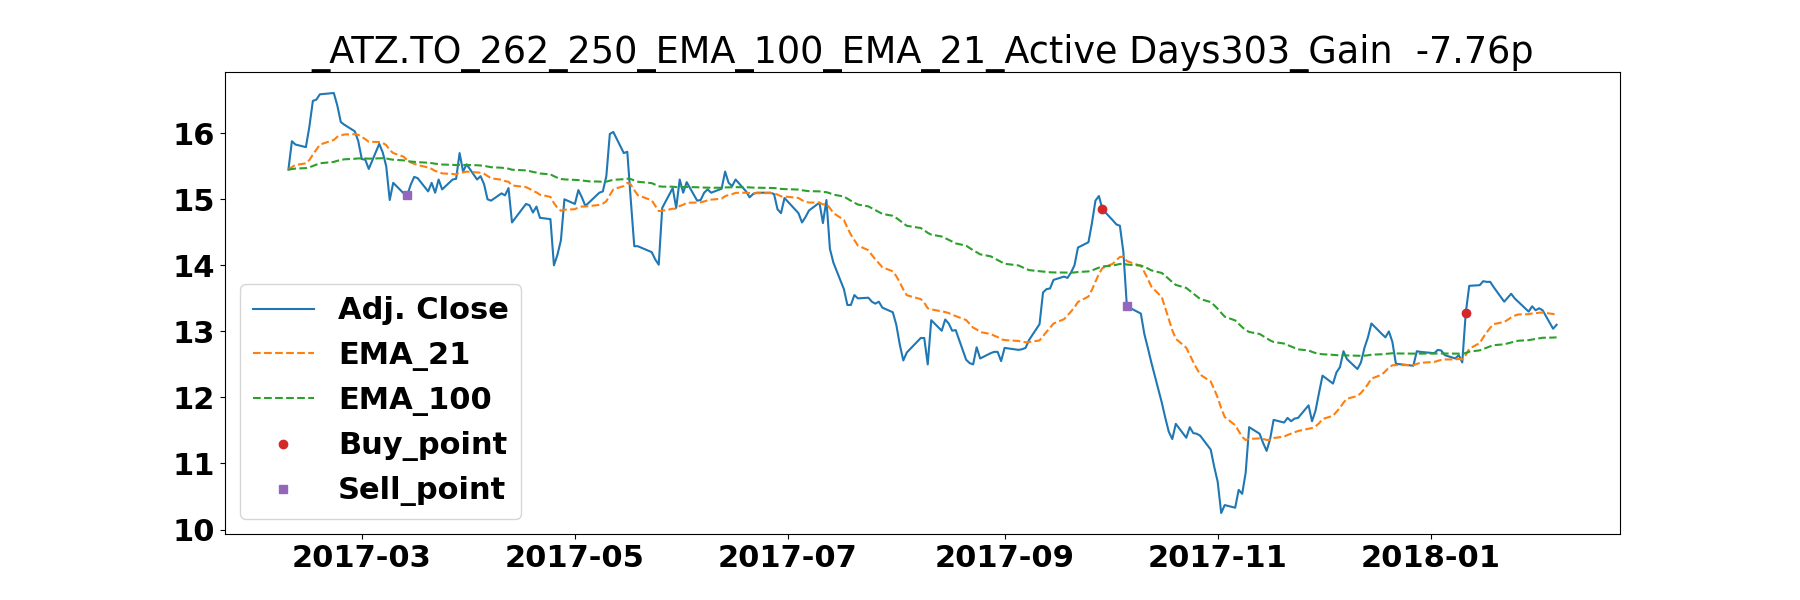 _ATZ.TO_262_250_EMA_100_EMA_21_Active Days303_Gain  -7.76p
16
15
14
13
12
11
10
Adj. Close
EMA_21
EMA_100
Buy_point
Sell_point
2017-03 2017-05 2017-07 2017-09 2017-11 2018-01